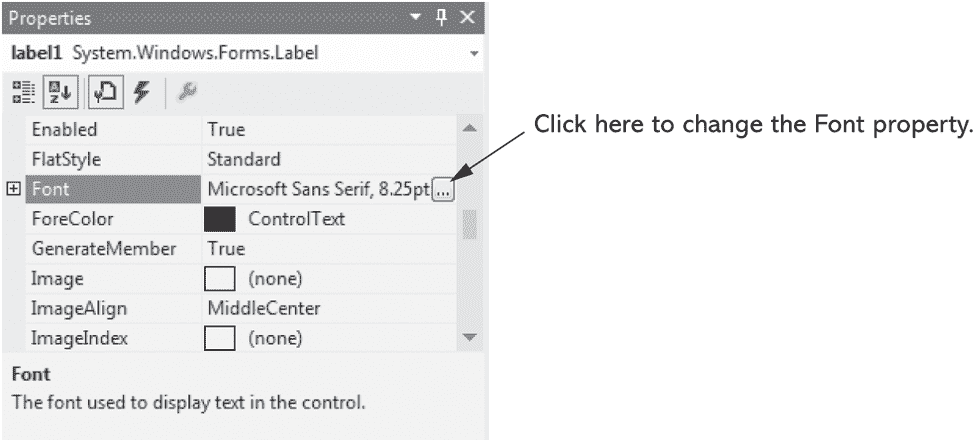 Properties
label1 System.Windows.Forms.Label
Enabled True
FlatStyle Standard
Font Microsoft Sans Serif, 8.25pt ...
ForeColor ControlText
GenerateMember True
Image (none)
ImageAlign MiddleCenter
ImageIndex (none)
Font
The font used to display text in the control.
Click here to change the Font property.